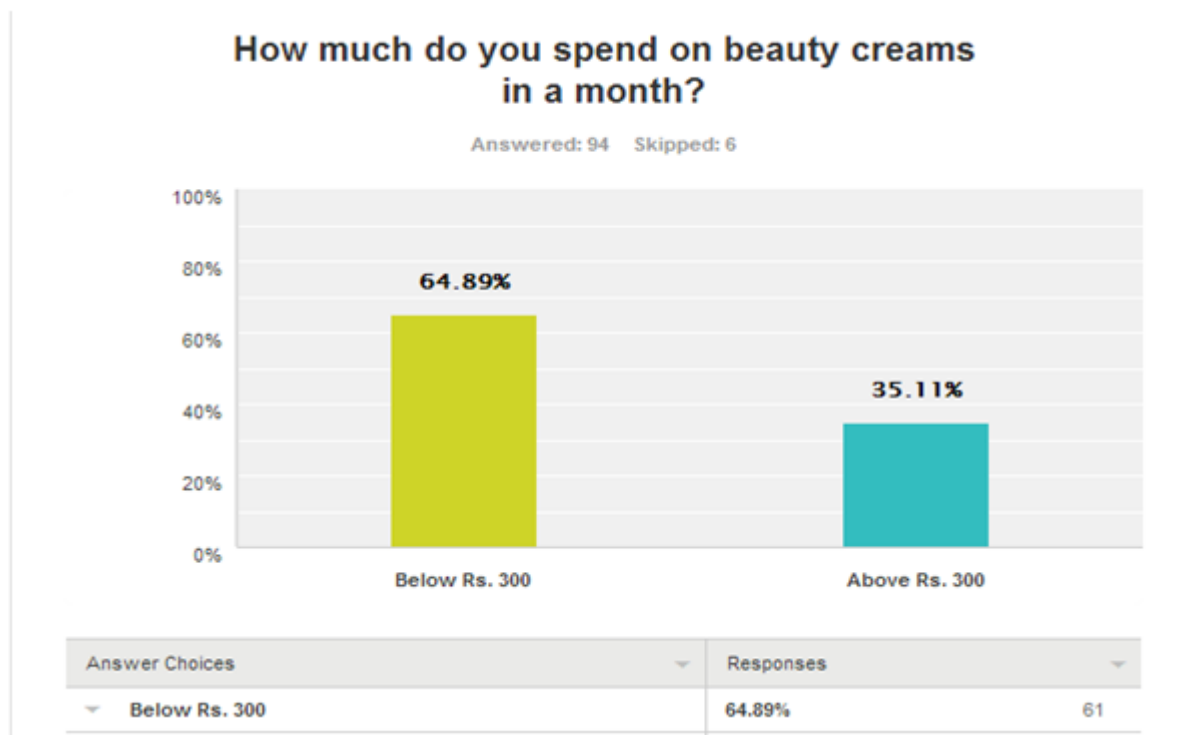 How much do you spend on beauty creams
in a month?
Answered: 94 Skipped: 6
100%
80%
64.89%
60%
40%
35.11%
20%
0%
Below Rs. 300 Above Rs. 300
Answer Choices Responses
Below Rs. 300 64.89% 61